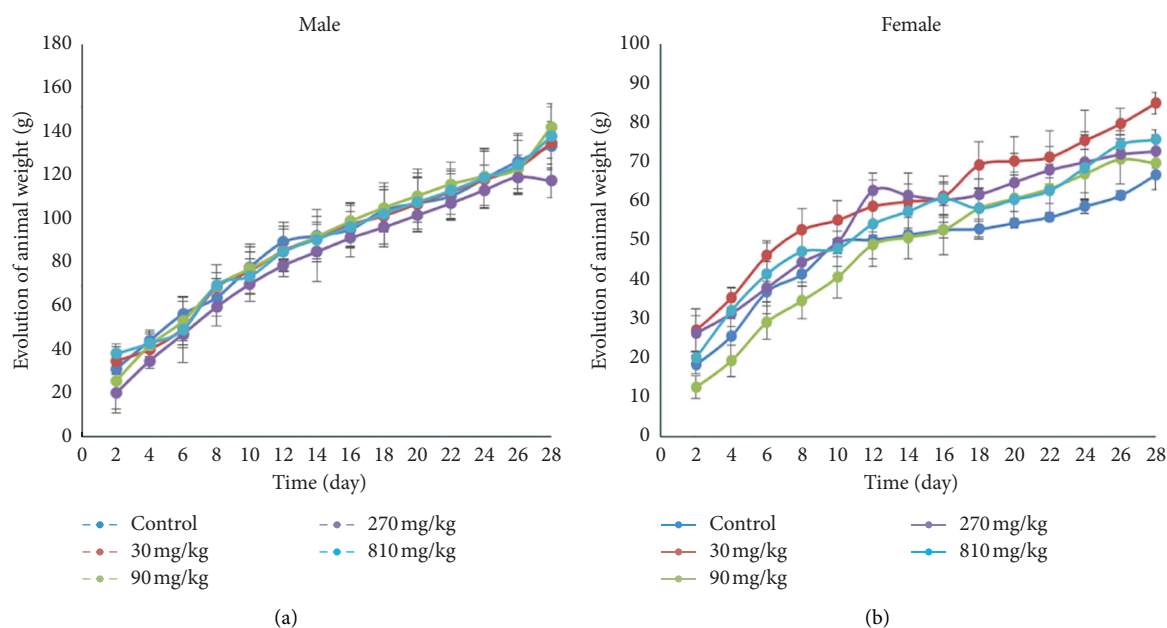 Male
Evolution of animal weight (g)
180
160
140
120
100
80
60
40
20
0
0 2 4 6 8 10 12 14 16 18 20 22 24 26 28
Time (day)
Control
30 mg/kg
90 mg/kg
270 mg/kg
810 mg/kg
(a)
Female
Evolution of animal weight (g)
100
90
80
70
60
50
40
30
20
10
0
0 2 4 6 8 10 12 14 16 18 20 22 24 26 28
Time (day)
Control
30 mg/kg
90 mg/kg
270 mg/kg
810 mg/kg
(b)